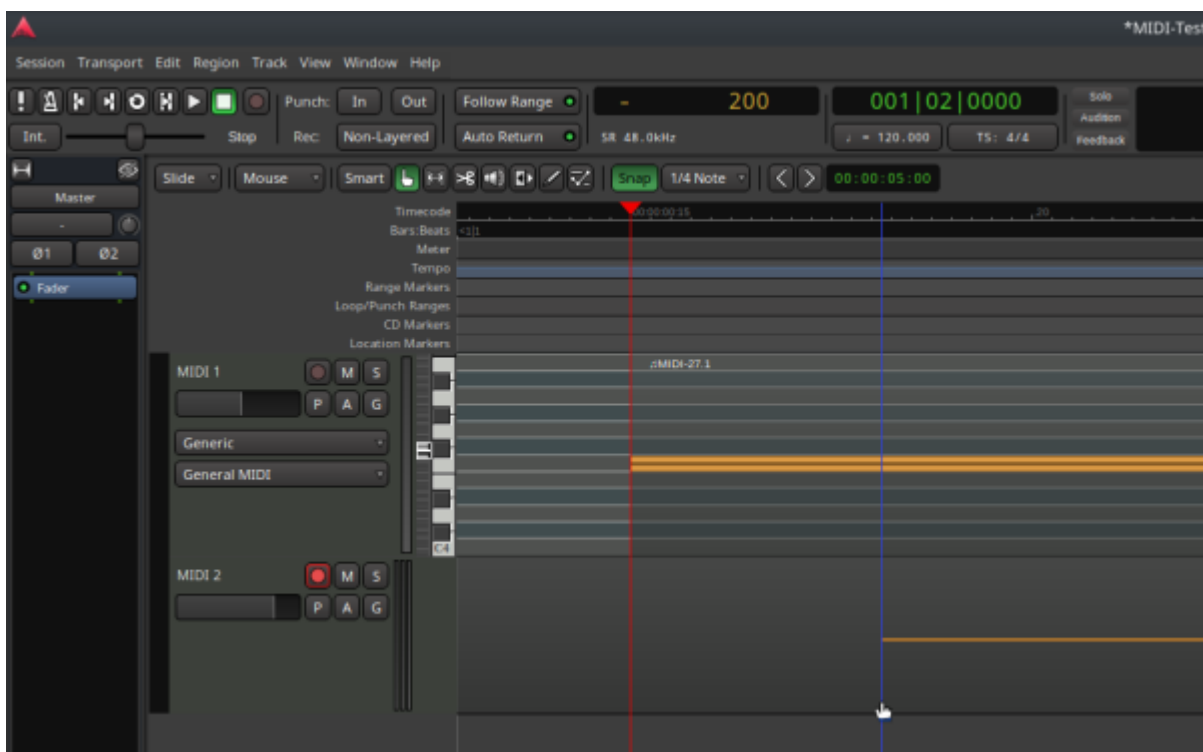 *MIDI-Tes
Session Transport Edit Region Track View Window Help
Punch: In Out Follow Range - 200 001|02|0000 Solo
Audition
Int. Stop Rec: Non-Layered Auto Return SR 48.0kHz ♩ = 120.000 TS: 4/4 Feedback
Slide Mouse Smart Snap 1/4 Note 00:00:05:00
Master
-
Ø1 Ø2
Fader
Timecode 00:00:00:15 20
Bars:Beats <1|1
Meter
Tempo
Range Markers
Loop/Punch Ranges
CD Markers
Location Markers
MIDI 1 M S ♫MIDI-27.1
P A G
Generic
General MIDI
C4
MIDI 2 M S
P A G